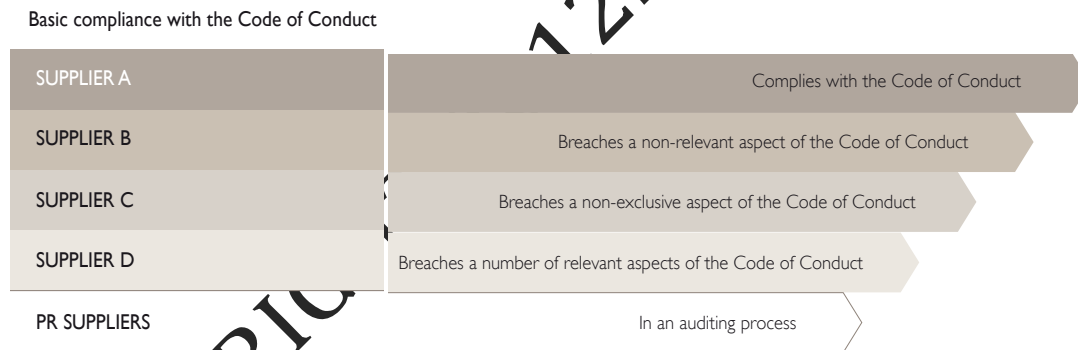 Basic compliance with the Code of Conduct
SUPPLIER A Complies with the Code of Conduct
SUPPLIER B Breaches a non-relevant aspect of the Code of Conduct
SUPPLIER C Breaches a non-exclusive aspect of the Code of Conduct
SUPPLIER D Breaches a number of relevant aspects of the Code of Conduct
PR SUPPLIERS In an auditing process